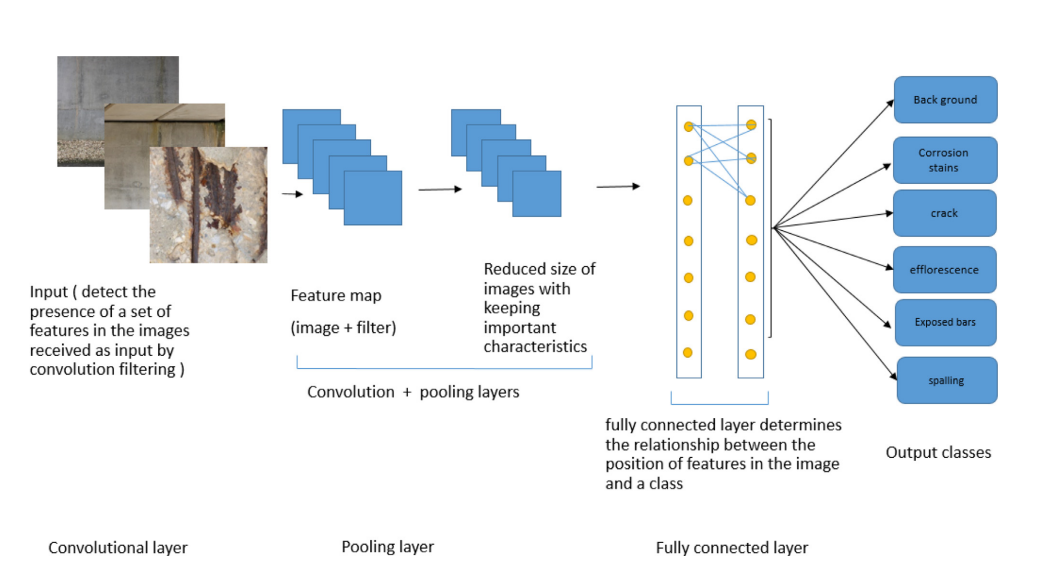 Input ( detect the
presence of a set of
features in the images
received as input by
convolution filtering )
Feature map
(image + filter)
Reduced size of
images with
keeping
important
characteristics
Convolution + pooling layers
fully connected layer determines
the relationship between the
position of features in the image
and a class
Back ground
Corrosion
stains
crack
efflorescence
Exposed bars
spalling
Output classes
Convolutional layer
Pooling layer
Fully connected layer